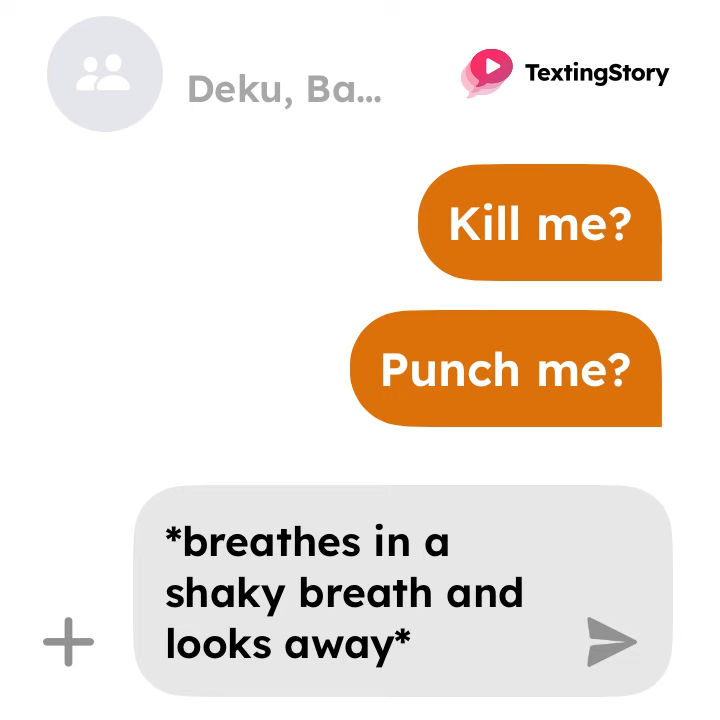 Deku, Ba...
TextingStory
Kill me?
Punch me?
*breathes in a
shaky breath and
looks away*